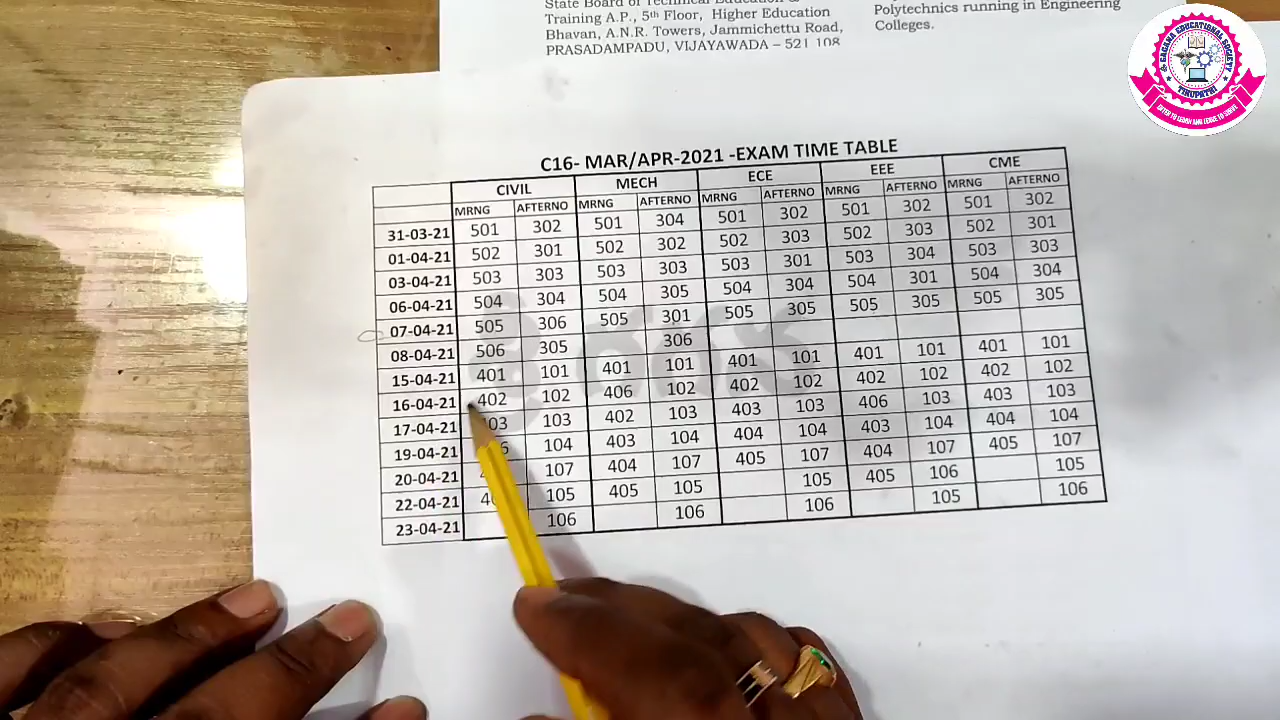 State Board of Technical Education &
Training A.P., 5th Floor, Higher Education
Bhavan, A.N.R. Towers, Jammichettu Road,
PRASADAMPADU, VIJAYAWADA – 521 108
Polytechnics running in Engineering
Colleges.
EDUCATIONAL SOCIETY
TIRUPATHI
ENTER TO LEARN AND LEAVE TO SERVE
C16- MAR/APR-2021 -EXAM TIME TABLE
CIVIL MECH ECE EEE CME
MRNG AFTERNO MRNG AFTERNO MRNG AFTERNO MRNG AFTERNO MRNG AFTERNO
31-03-21 501 302 501 304 501 302 501 302 501 302
01-04-21 502 301 502 302 502 303 502 303 502 301
03-04-21 503 303 503 303 503 301 503 304 503 303
06-04-21 504 304 504 305 504 304 504 301 504 304
07-04-21 505 306 505 301 505 305 505 305 505 305
08-04-21 506 305 306
15-04-21 401 101 401 101 401 101 401 101 401 101
16-04-21 402 102 406 102 402 102 402 102 402 102
17-04-21 103 402 103 403 103 406 103 403 103
19-04-21 104 403 104 404 104 403 104 404 104
20-04-21 107 404 107 405 107 404 107 405 107
22-04-21 105 405 105 105 405 106 105
23-04-21 106 106 106 105 106